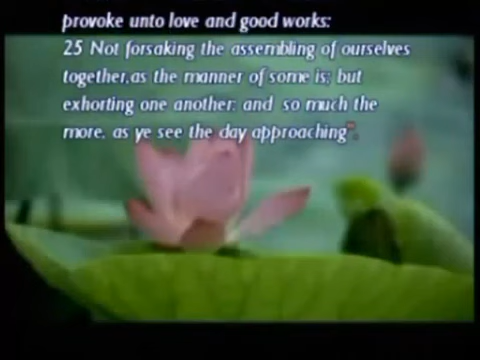 provoke unto love and good works:
25 Not forsaking the assembling of ourselves
together,as the manner of some is; but
exhorting one another: and so much the
more. as ye see the day approaching".